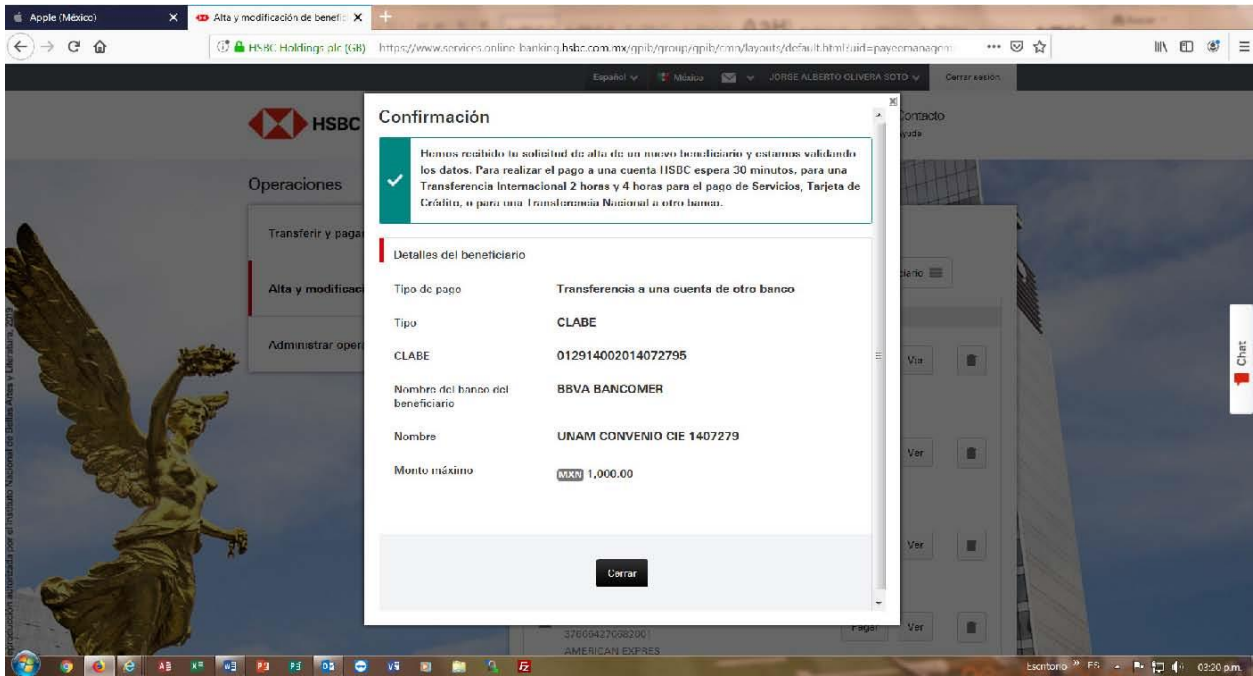 Apple (México)
Alta y modificación de benefic
HSBC Holdings plc (GB)
https://www.services.online-banking.hsbc.com.mx/gpib/group/gpib/cmn/layouts/default.html?uid=payeemanagem
Español
México
JORGE ALBERTO OLIVERA SOTO
Cerrar sesión
HSBC
Contacto
Ayuda
Operaciones
Transferir y pagar
Alta y modificaci
Administrar oper
Confirmación
Hemos recibido tu solicitud de alta de un nuevo beneficiario y estamos validando
los datos. Para realizar el pago a una cuenta HSBC espera 30 minutos, para una
Transferencia Internacional 2 horas y 4 horas para el pago de Servicios, Tarjeta de
Crédito, o para una Transferencia Nacional a otro banco.
Detalles del beneficiario
Tipo de pago Transferencia a una cuenta de otro banco
Tipo CLABE
CLABE 012914002014072795
Nombre del banco del BBVA BANCOMER
beneficiario
Nombre UNAM CONVENIO CIE 1407279
Monto máximo MXN 1,000.00
Cerrar
ciario
Ver
Ver
Ver
Pagar Ver
AMERICAN EXPRES
Chat
Escritorio
ES
03:20 p.m.